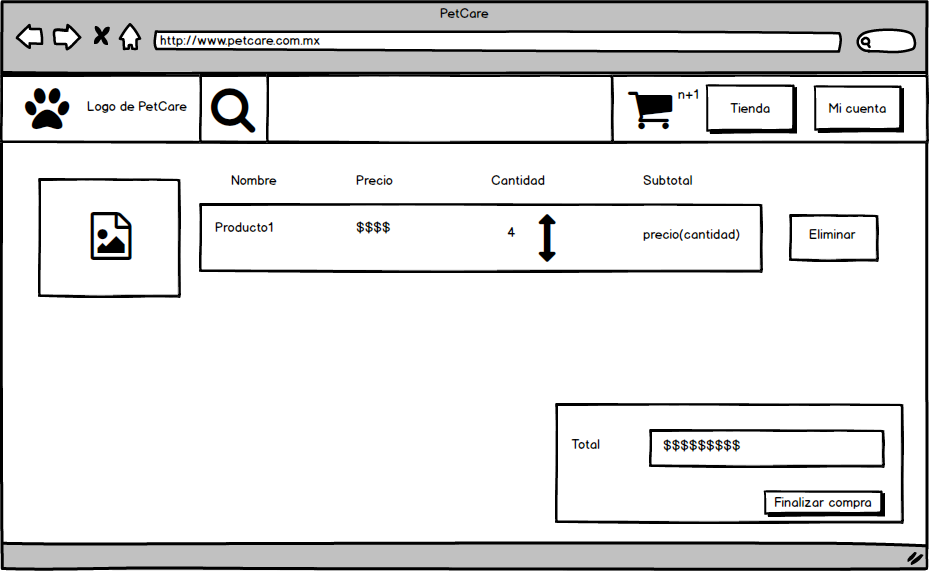 PetCare
http://www.petcare.com.mx
Logo de PetCare
n+1
Tienda
Mi cuenta
Nombre
Precio
Cantidad
Subtotal
Producto1
$$$$
4
precio(cantidad)
Eliminar
Total
$$$$$$$$$
Finalizar compra